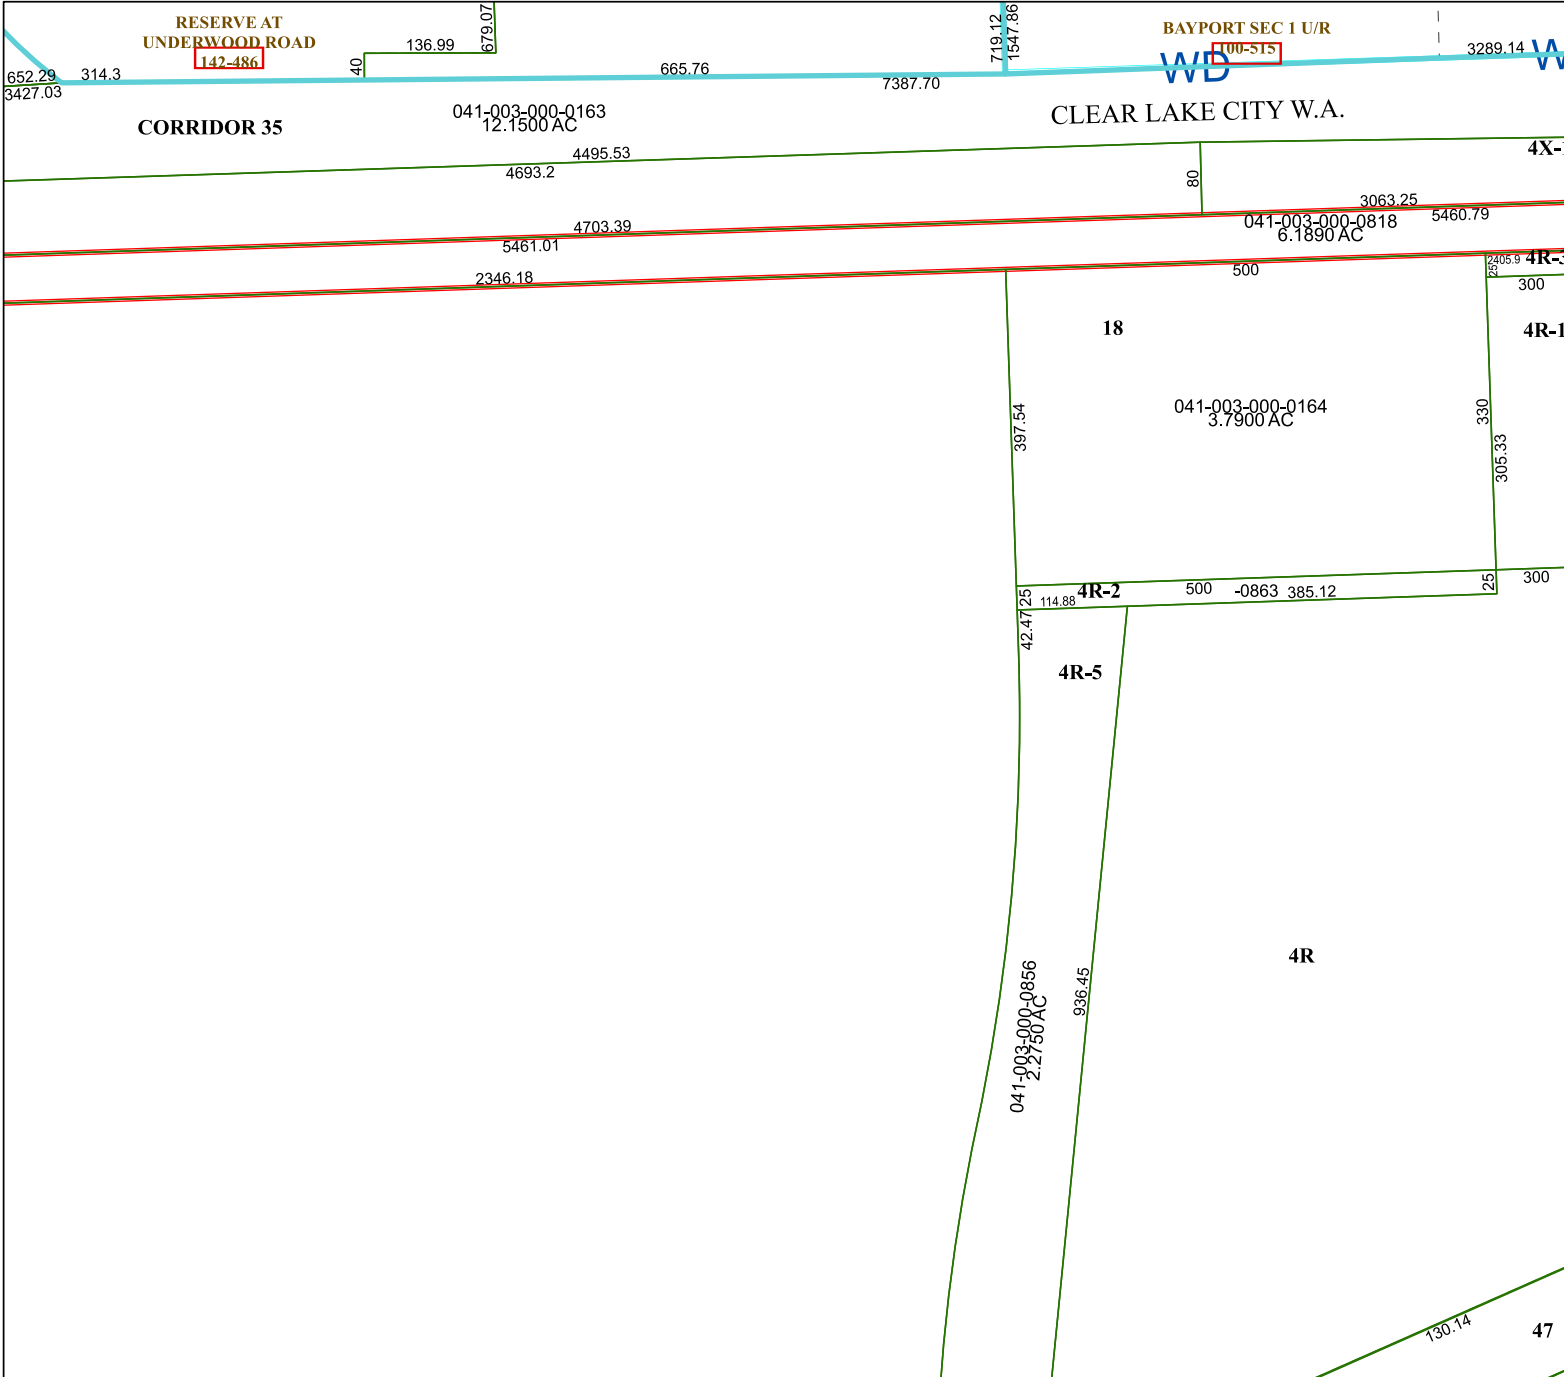 RESERVE AT
UNDERWOOD ROAD
142-486
136.99
679.07
40
719.12
1547.86
BAYPORT SEC 1 U/R
100-515
WD
3289.14
W
652.29
314.3
3427.03
665.76
7387.70
CORRIDOR 35
041-003-000-0163
12.1500 AC
CLEAR LAKE CITY W.A.
4495.53
4693.2
80
4X-
3063.25
5460.79
4703.39
5461.01
041-003-000-0818
6.1890 AC
2346.18
500
2405.9
25
4R-3
300
18
4R-1
397.54
041-003-000-0164
3.7900 AC
330
305.33
25
4R-2
500
-0863
385.12
25
300
114.88
42.47
4R-5
4R
041-003-000-0856
2.2750 AC
936.45
130.14
47